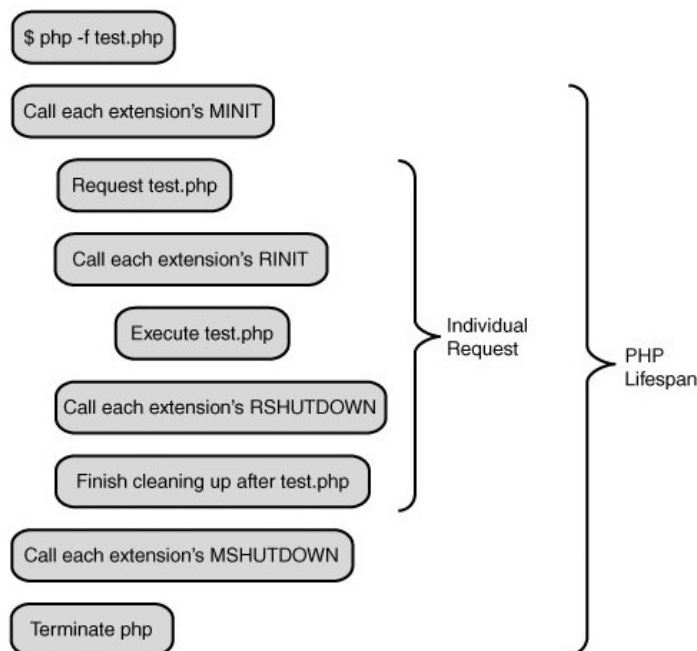 $ php -f test.php
Call each extension's MINIT
Request test.php
Call each extension's RINIT
Execute test.php
Individual
Request
PHP
Lifespan
Call each extension's RSHUTDOWN
Finish cleaning up after test.php
Call each extension's MSHUTDOWN
Terminate php